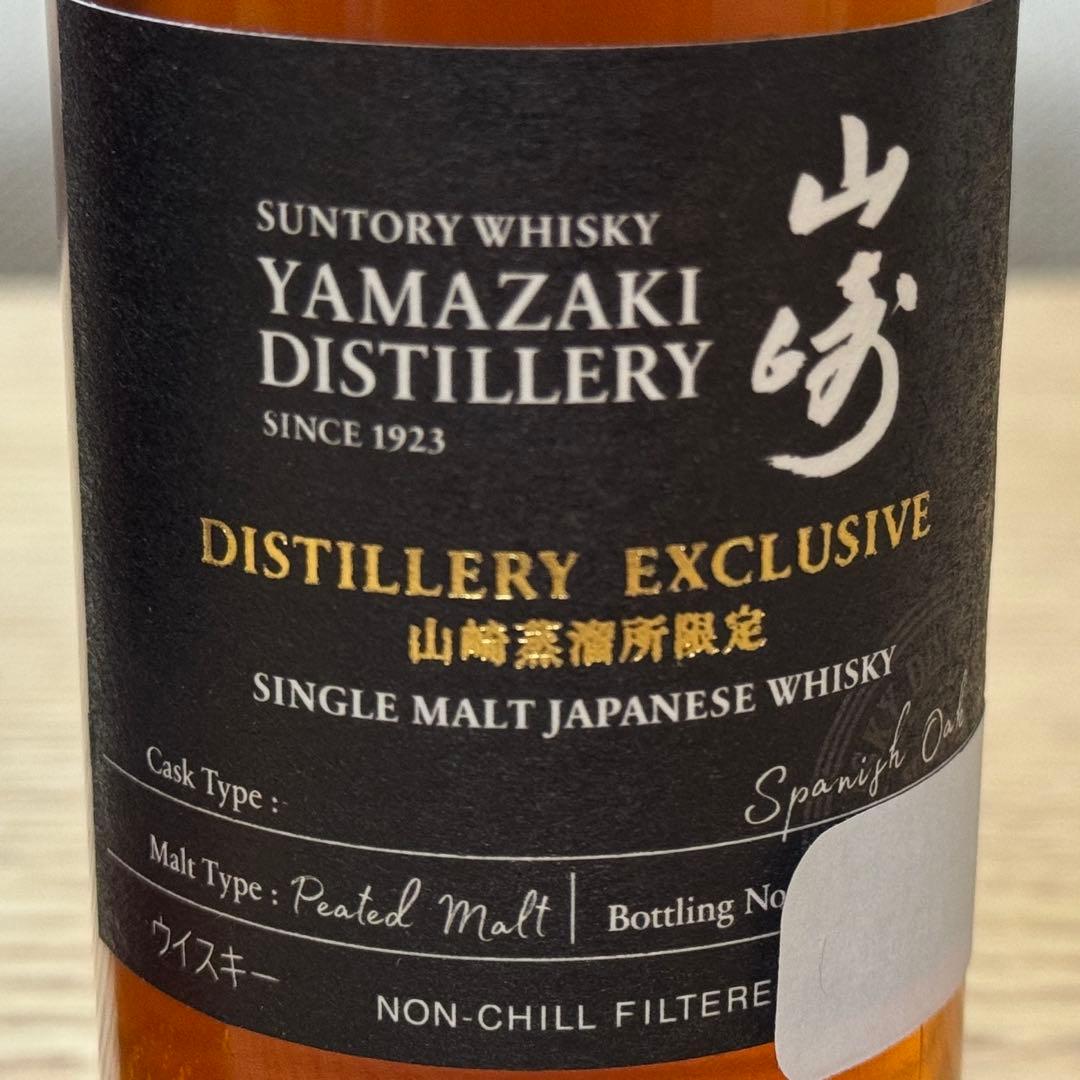 山崎
SUNTORY WHISKY
YAMAZAKI
DISTILLERY
SINCE 1923
DISTILLERY EXCLUSIVE
山崎蒸溜所限定
SINGLE MALT JAPANESE WHISKY
Cask Type : Spanish Oak
Malt Type : Peated Malt | Bottling No
ウイスキー
NON-CHILL FILTERE